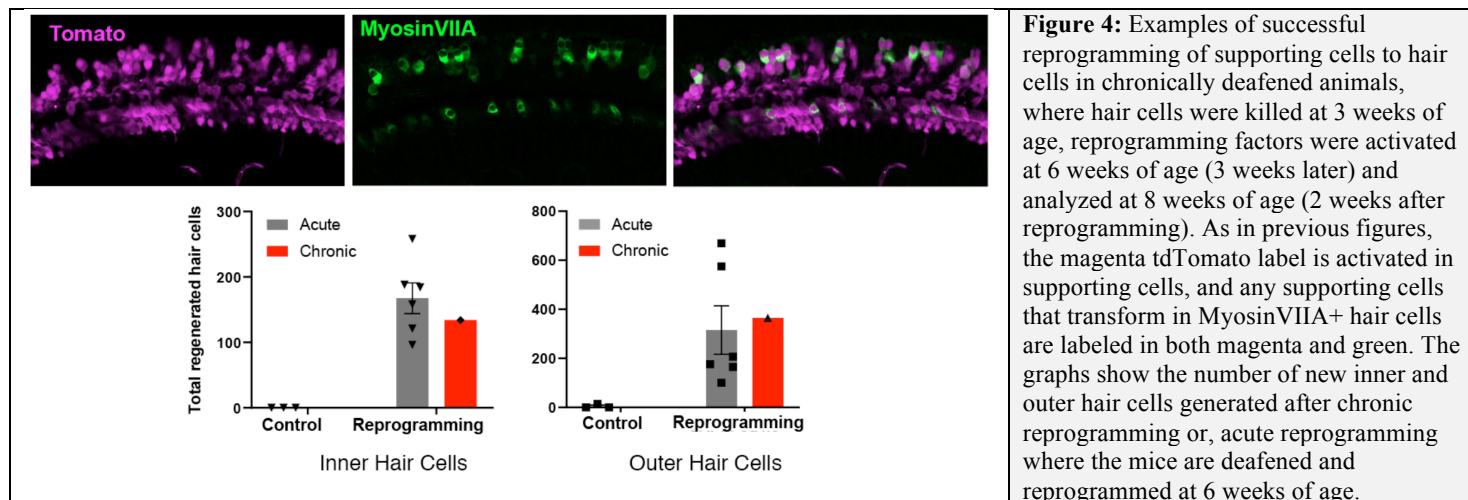 Tomato
MyosinVIIA
300
200
100
0
Total regenerated hair cells
Acute
Chronic
Control
Reprogramming
Inner Hair Cells
800
600
400
200
0
Acute
Chronic
Control
Reprogramming
Outer Hair Cells
Figure 4: Examples of successful
reprogramming of supporting cells to hair
cells in chronically deafened animals,
where hair cells were killed at 3 weeks of
age, reprogramming factors were activated
at 6 weeks of age (3 weeks later) and
analyzed at 8 weeks of age (2 weeks after
reprogramming). As in previous figures,
the magenta tdTomato label is activated in
supporting cells, and any supporting cells
that transform in MyosinVIIA+ hair cells
are labeled in both magenta and green. The
graphs show the number of new inner and
outer hair cells generated after chronic
reprogramming or, acute reprogramming
where the mice are deafened and
reprogrammed at 6 weeks of age.